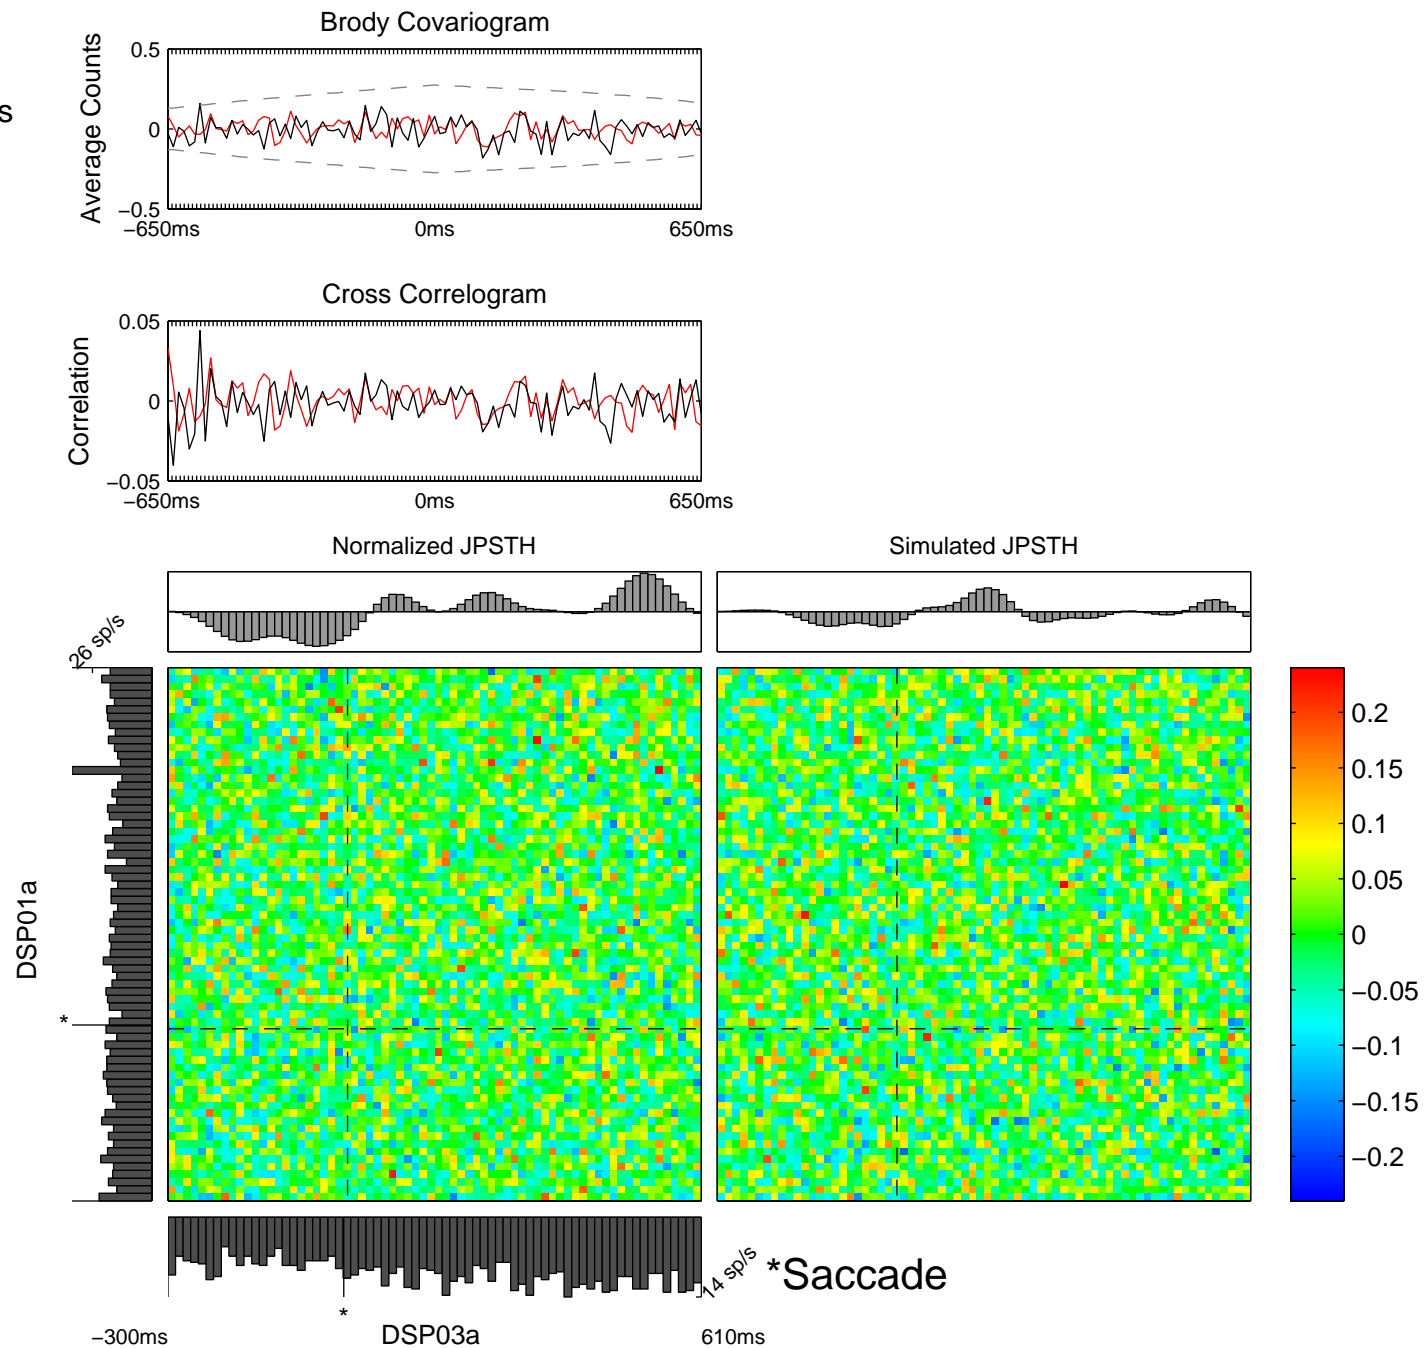 Brody Covariogram
s
Average Counts
0.5
0
−0.5
−650ms 0ms 650ms
Cross Correlogram
Correlation
0.05
0
−0.05
−650ms 0ms 650ms
Normalized JPSTH Simulated JPSTH
26 sp/s
DSP01a
*
0.2
0.15
0.1
0.05
0
−0.05
−0.1
−0.15
−0.2
14 sp/s
*Saccade
*
−300ms DSP03a 610ms